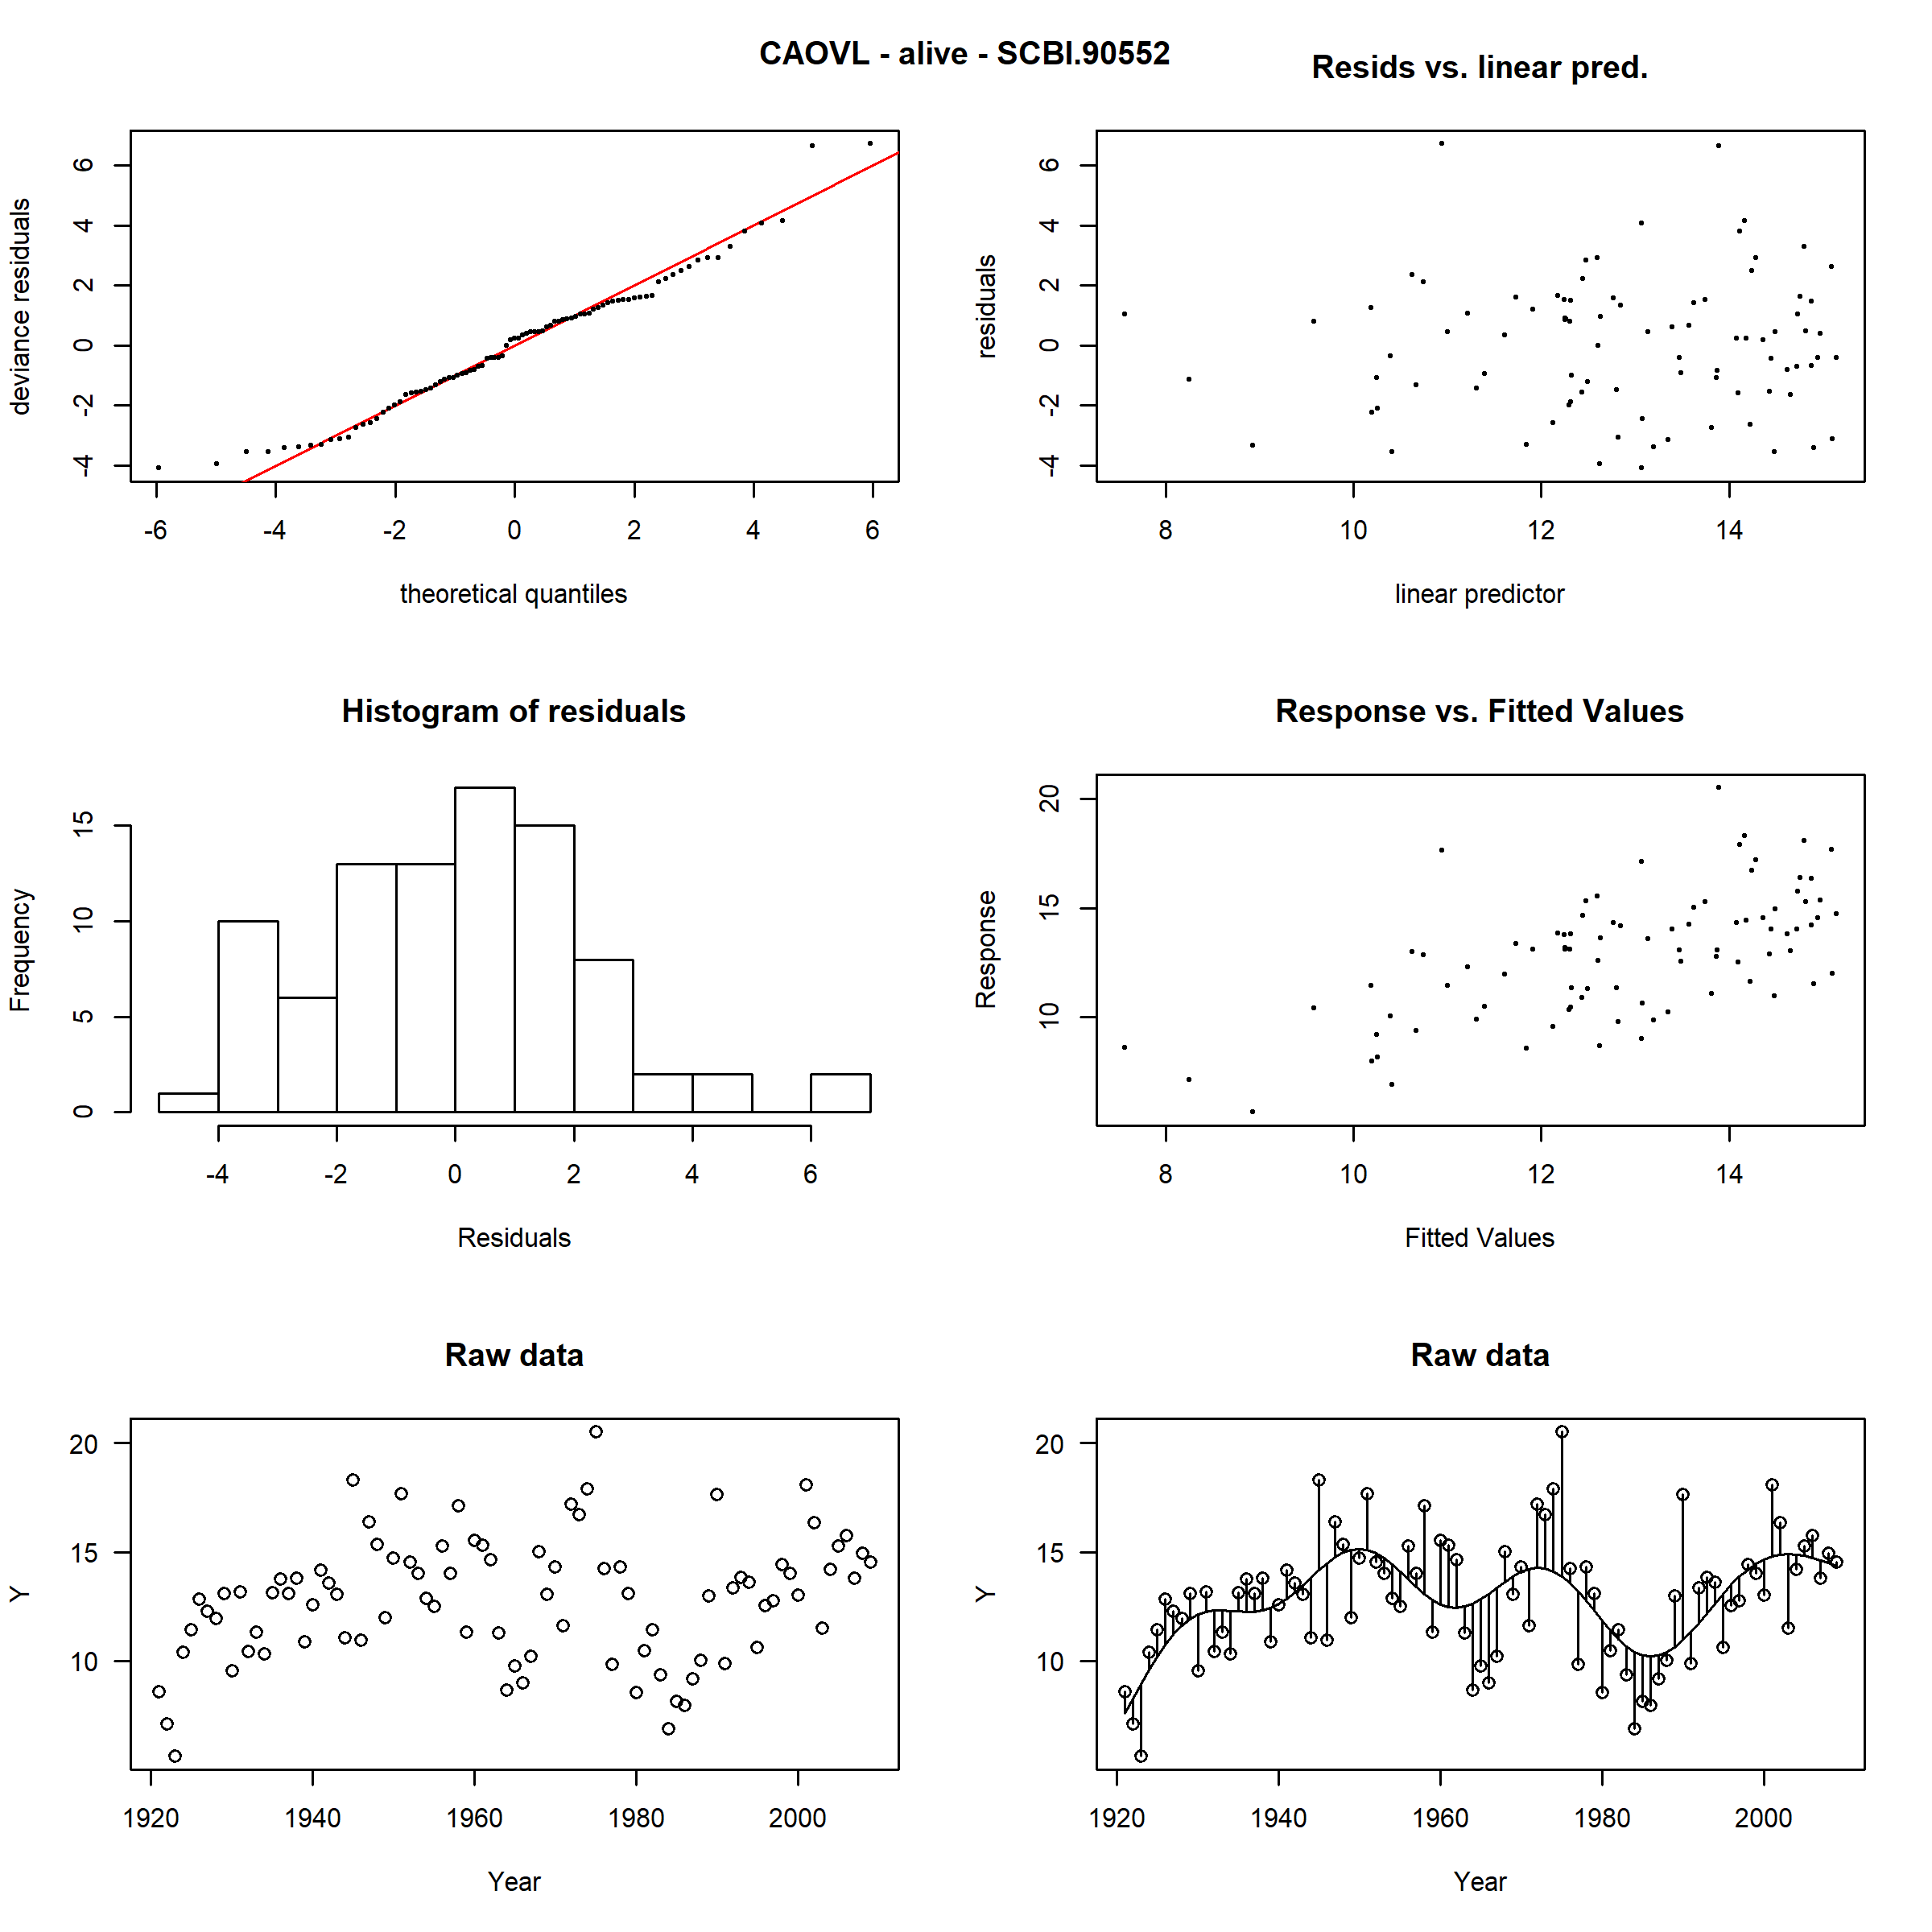 CAOVL - alive - SCBI.90552
deviance residuals
6
4
2
0
-2
-4
-6 -4 -2 0 2 4 6
theoretical quantiles
Resids vs. linear pred.
residuals
6
4
2
0
-2
-4
8 10 12 14
linear predictor
Histogram of residuals
Frequency
15
10
5
0
-4 -2 0 2 4 6
Residuals
Response vs. Fitted Values
Response
20
15
10
8 10 12 14
Fitted Values
Raw data
Y
20
15
10
1920 1940 1960 1980 2000
Year
Raw data
Y
20
15
10
1920 1940 1960 1980 2000
Year